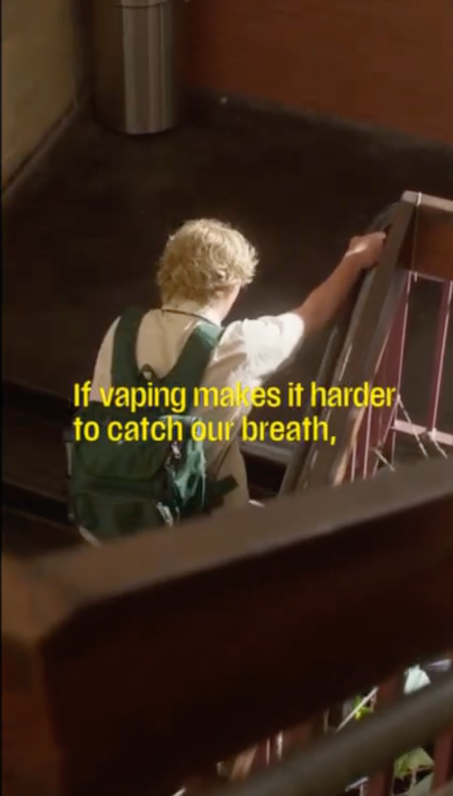 If vaping makes it harder
to catch our breath,